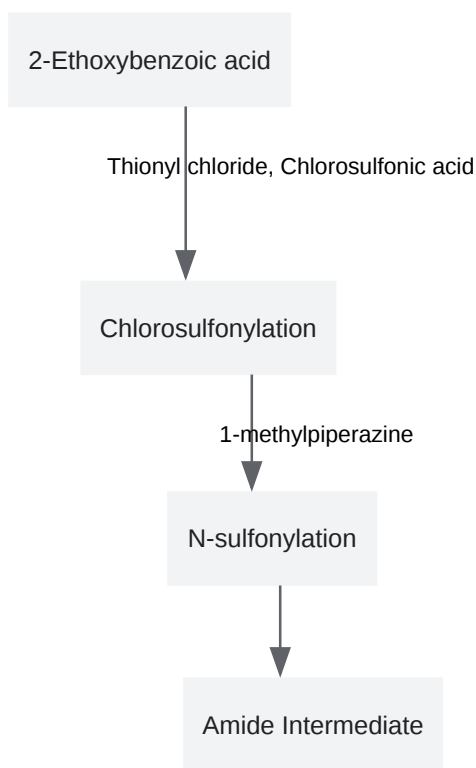 2-Ethoxybenzoic acid
Thionyl chloride, Chlorosulfonic acid
Chlorosulfonylation
1-methylpiperazine
N-sulfonylation
Amide Intermediate